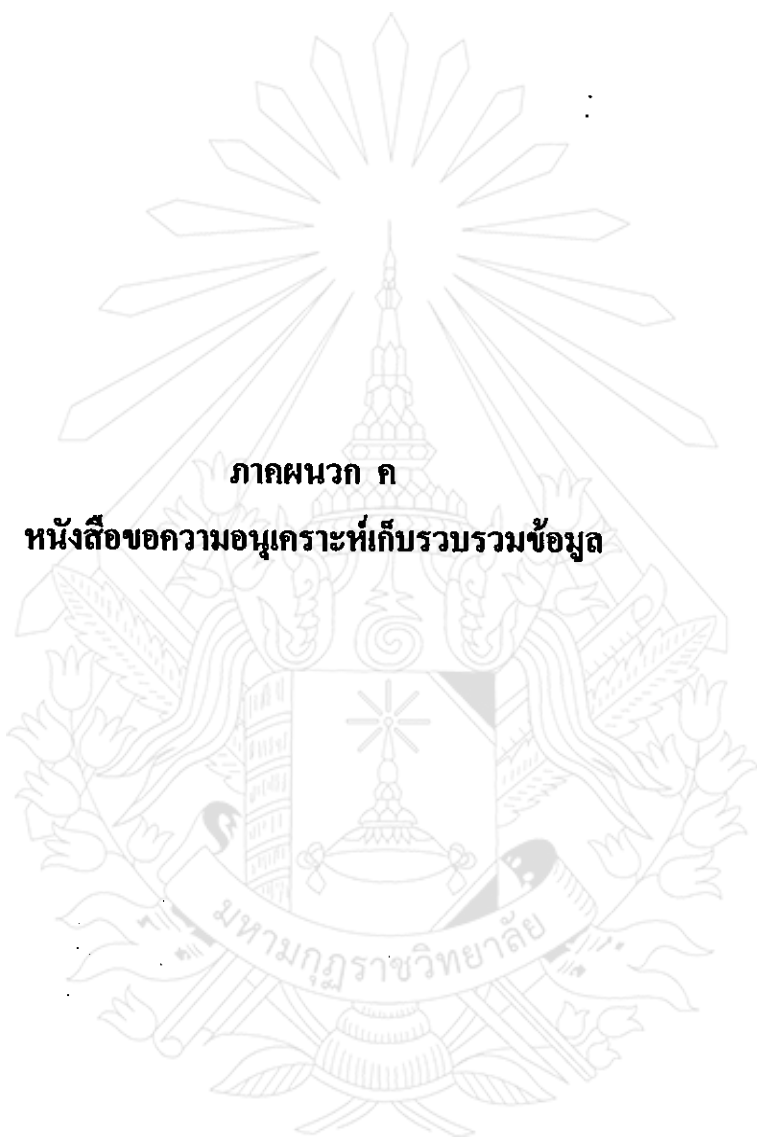 ภาคผนวก ค
หนังสือขอความอนุเคราะห์เก็บรวบรวมข้อมูล
มหามกุฏราชวิทยาลัย